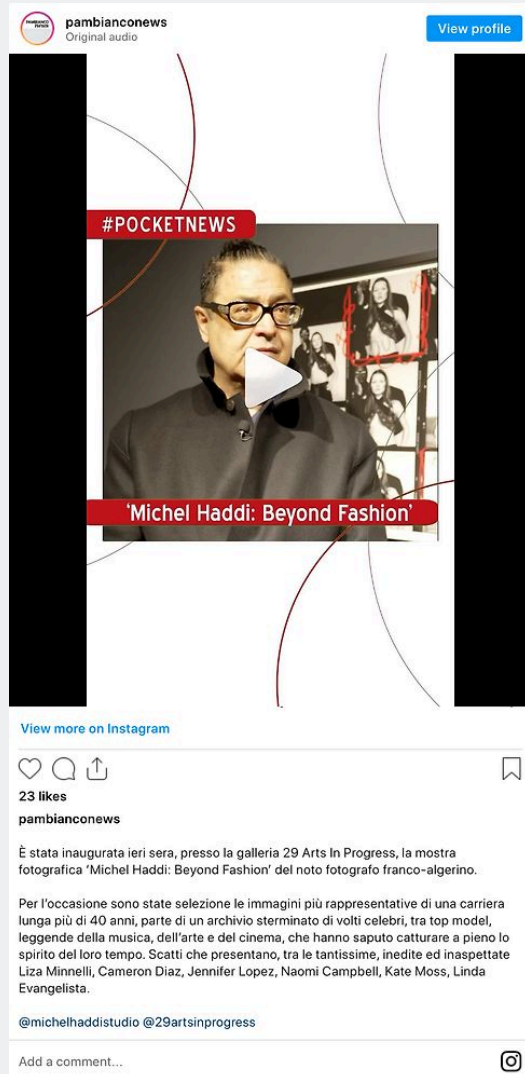 pambianconews
Original audio
View profile
#POCKETNEWS
'Michel Haddi: Beyond Fashion'
View more on Instagram
23 likes
pambianconews
È stata inaugurata ieri sera, presso la galleria 29 Arts In Progress, la mostra
fotografica ‘Michel Haddi: Beyond Fashion’ del noto fotografo franco-algerino.
Per l’occasione sono state selezione le immagini più rappresentative di una carriera
lunga più di 40 anni, parte di un archivio sterminato di volti celebri, tra top model,
leggende della musica, dell’arte e del cinema, che hanno saputo catturare a pieno lo
spirito del loro tempo. Scatti che presentano, tra le tantissime, inedite ed inaspettate
Liza Minnelli, Cameron Diaz, Jennifer Lopez, Naomi Campbell, Kate Moss, Linda
Evangelista.
@michelhaddistudio @29artsinprogress
Add a comment...